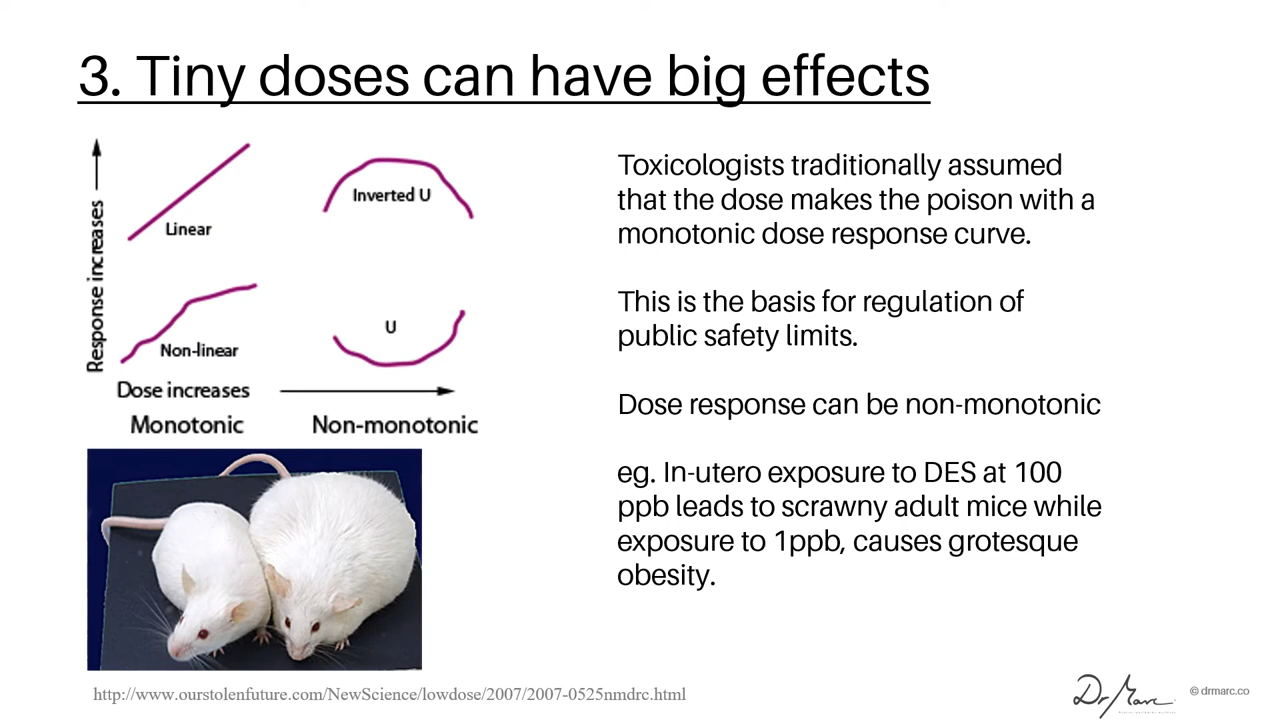 3. Tiny doses can have big effects
Response increases
Linear
Inverted U
Non-linear
U
Dose increases
Monotonic
Non-monotonic
Toxicologists traditionally assumed
that the dose makes the poison with a
monotonic dose response curve.
This is the basis for regulation of
public safety limits.
Dose response can be non-monotonic
eg. In-utero exposure to DES at 100
ppb leads to scrawny adult mice while
exposure to 1ppb, causes grotesque
obesity.
http://www.ourstolenfuture.com/NewScience/lowdose/2007/2007-0525nmdrc.html
Dr Marc
© drmarc.co